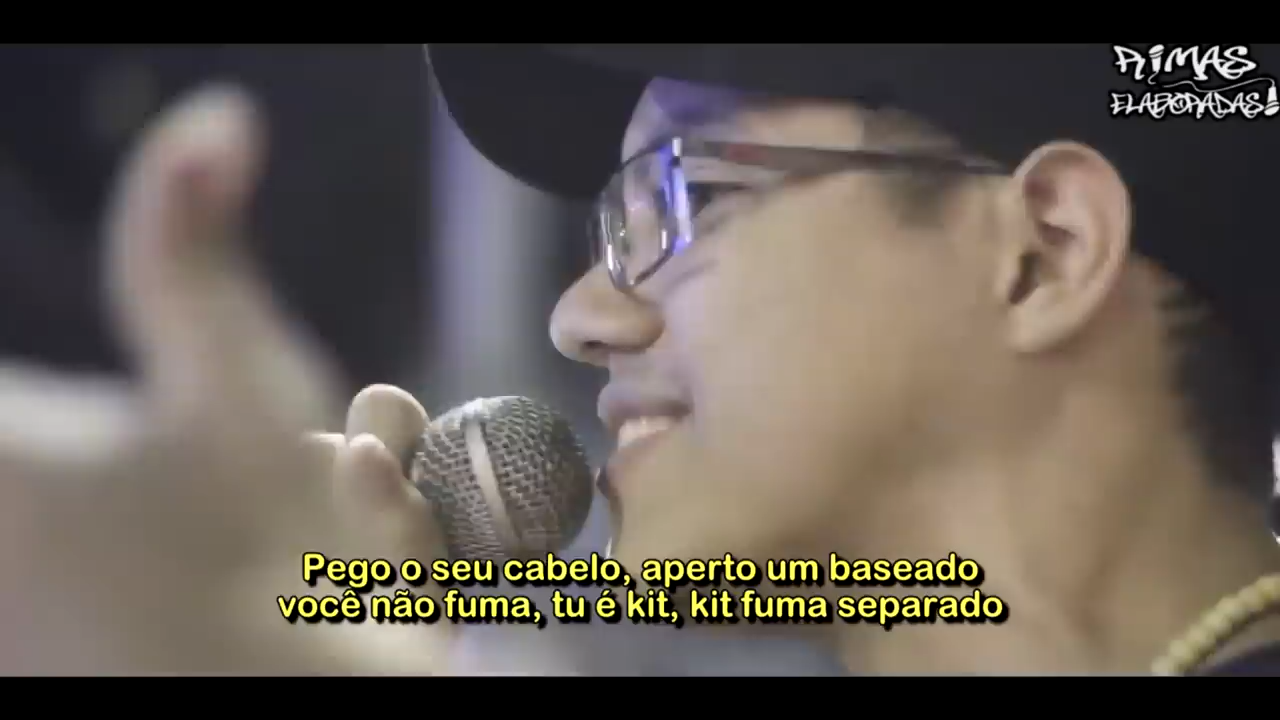 RIMAS
ELABORADAS!
Pego o seu cabelo, aperto um baseado
você não fuma, tu é kit, kit fuma separado